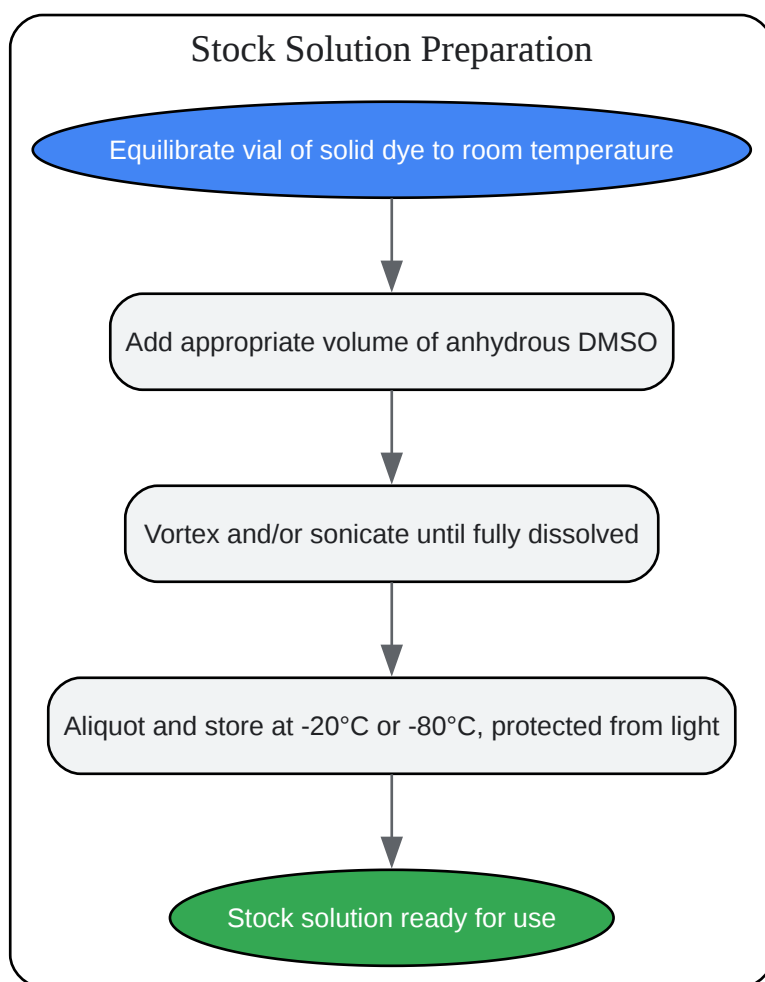 Stock Solution Preparation
Equilibrate vial of solid dye to room temperature
Add appropriate volume of anhydrous DMSO
Vortex and/or sonicate until fully dissolved
Aliquot and store at -20°C or -80°C, protected from light
Stock solution ready for use